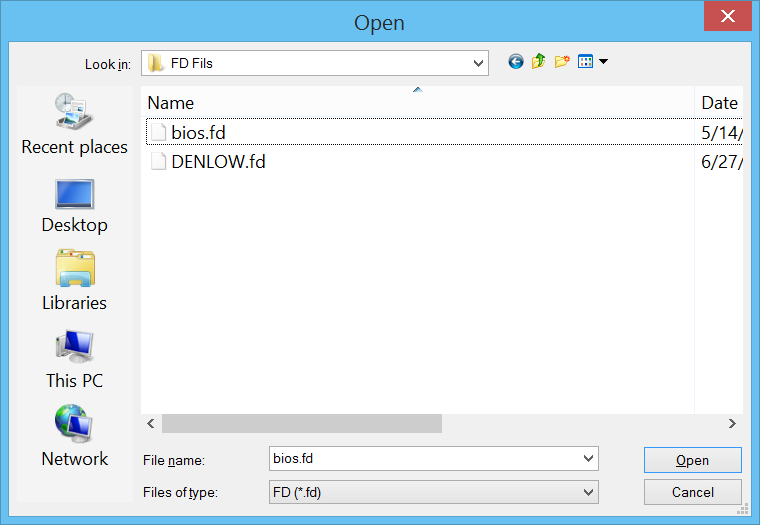 Open
Look in: FD Fils
Name Date
bios.fd 5/14/
DENLOW.fd 6/27/
Recent places
Desktop
Libraries
This PC
Network
File name: bios.fd Open
Files of type: FD (*.fd) Cancel